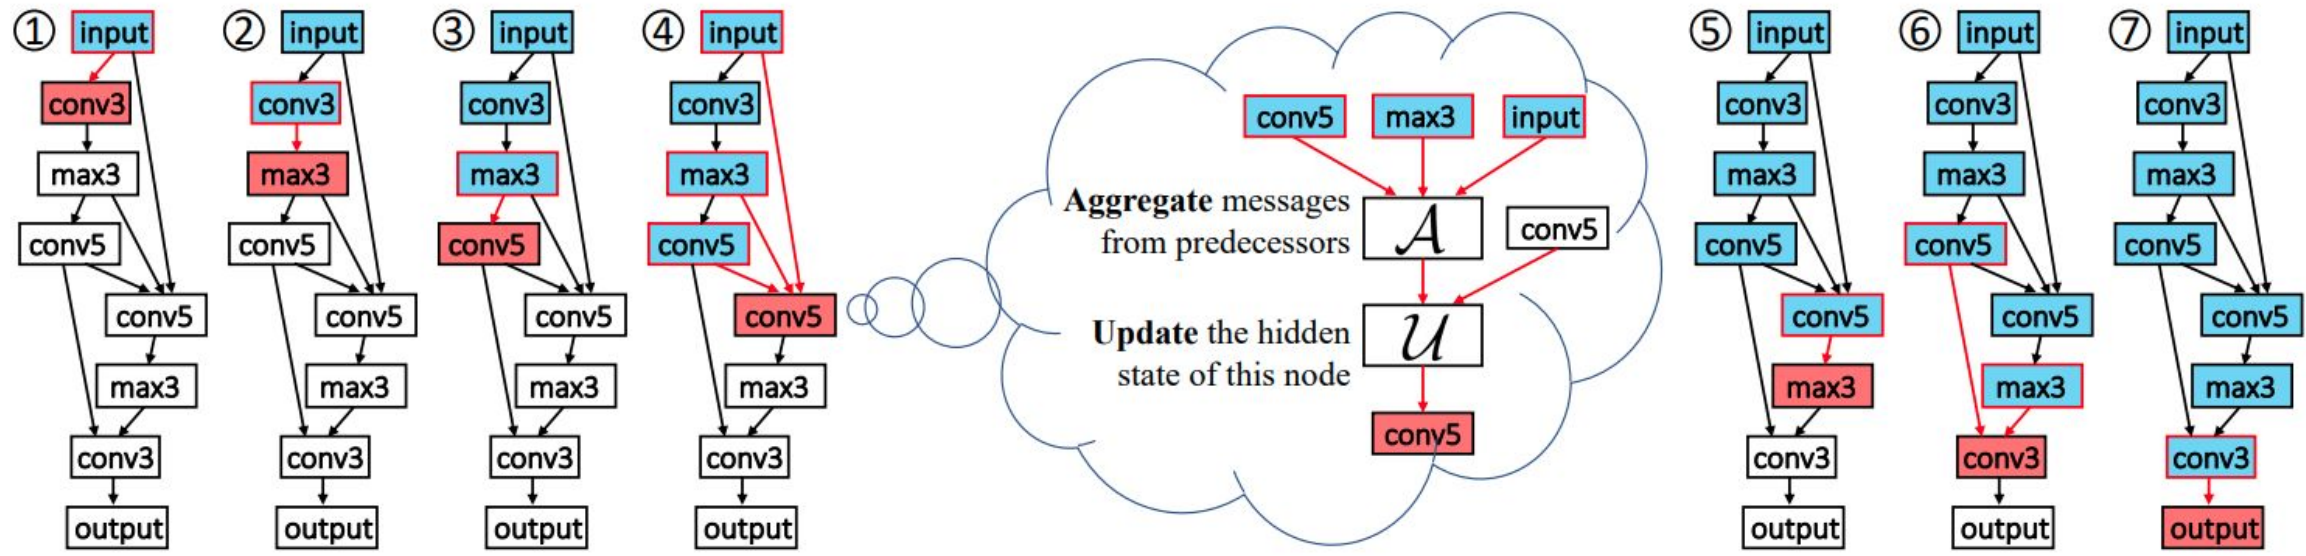 ①
input
conv3
max3
conv5
conv5
max3
conv3
output
②
input
conv3
max3
conv5
conv5
max3
conv3
output
③
input
conv3
max3
conv5
conv5
max3
conv3
output
④
input
conv3
max3
conv5
conv5
max3
conv3
output
conv5 max3 input
Aggregate messages
from predecessors
𝒜
conv5
Update the hidden
state of this node
𝒰
conv5
⑤
input
conv3
max3
conv5
conv5
max3
conv3
output
⑥
input
conv3
max3
conv5
conv5
max3
conv3
output
⑦
input
conv3
max3
conv5
conv5
max3
conv3
output